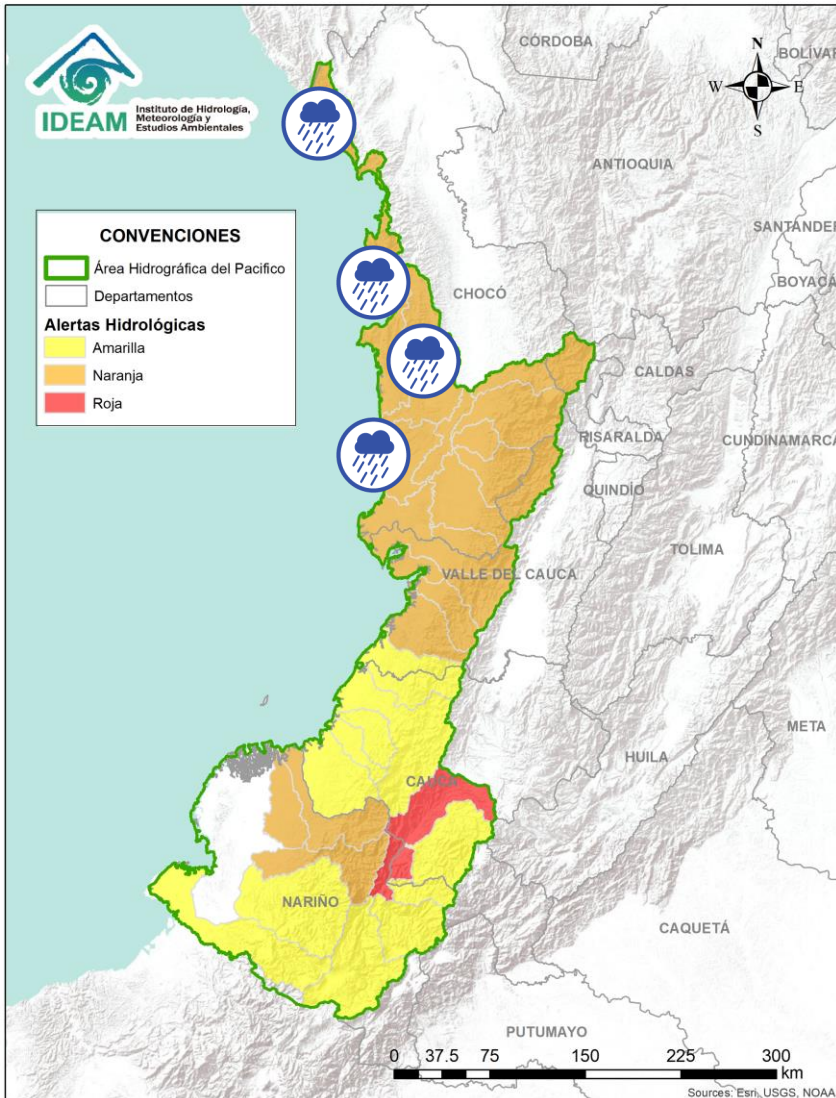 IDEAM
Instituto de Hidrología,
Meteorología y
Estudios Ambientales
CÓRDOBA
BOLÍVAR
N
W
E
S
ANTIOQUIA
SANTANDER
BOYACÁ
CONVENCIONES
Área Hidrográfica del Pacifico
Departamentos
Alertas Hidrológicas
Amarilla
Naranja
Roja
CHOCÓ
CALDAS
RISARALDA
CUNDINAMARCA
QUINDÍO
TOLIMA
VALLE DEL CAUCA
META
HUILA
CAUCA
NARIÑO
CAQUETÁ
PUTUMAYO
0 37.5 75 150 225 300
km
Sources: Esri, USGS, NOAA